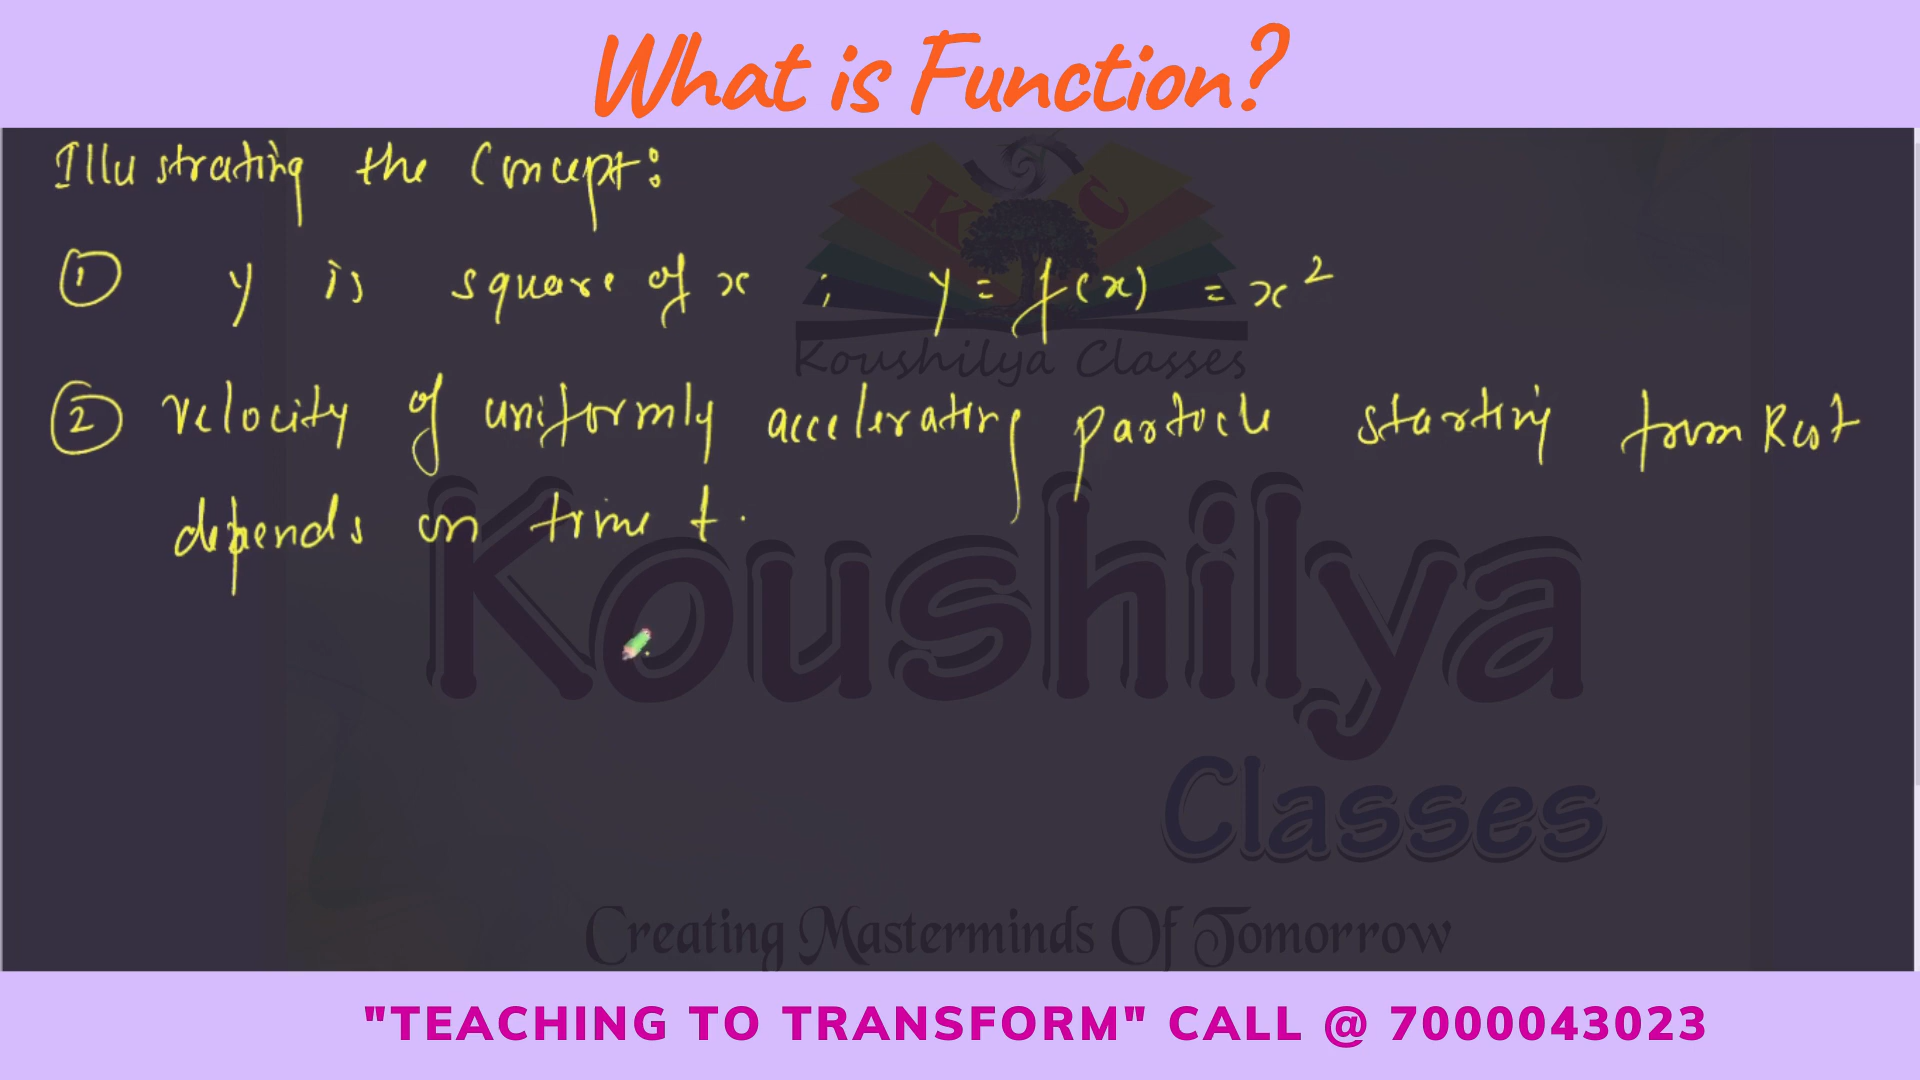 What is Function?
Illustrating the Concept:
① y is square of x ; y = f(x) = x²
② velocity of uniformly accelerating particle starting from Rest
depends on time t.
K C
Koushilya Classes
Koushilya
Classes
Creating Masterminds Of Tomorrow
"TEACHING TO TRANSFORM" CALL @ 7000043023